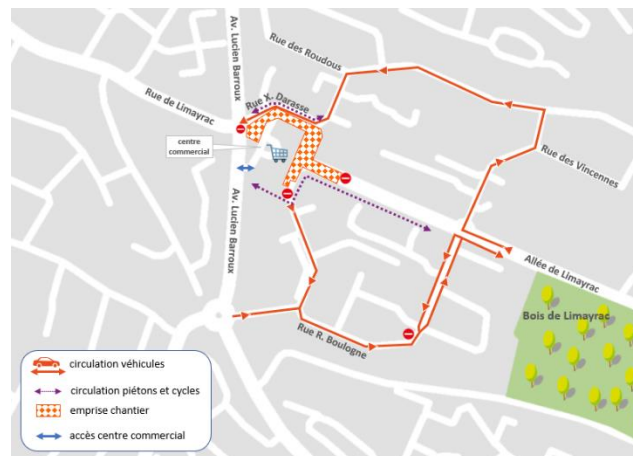 Av. Lucien Barroux
Rue des Roudous
Rue de Limayrac
Rue X. Darasse
centre
commercial
Rue des Vincennes
Av. Lucien Barroux
Allée de Limayrac
Bois de Limayrac
Rue R. Boulogne
circulation véhicules
circulation piétons et cycles
emprise chantier
accès centre commercial